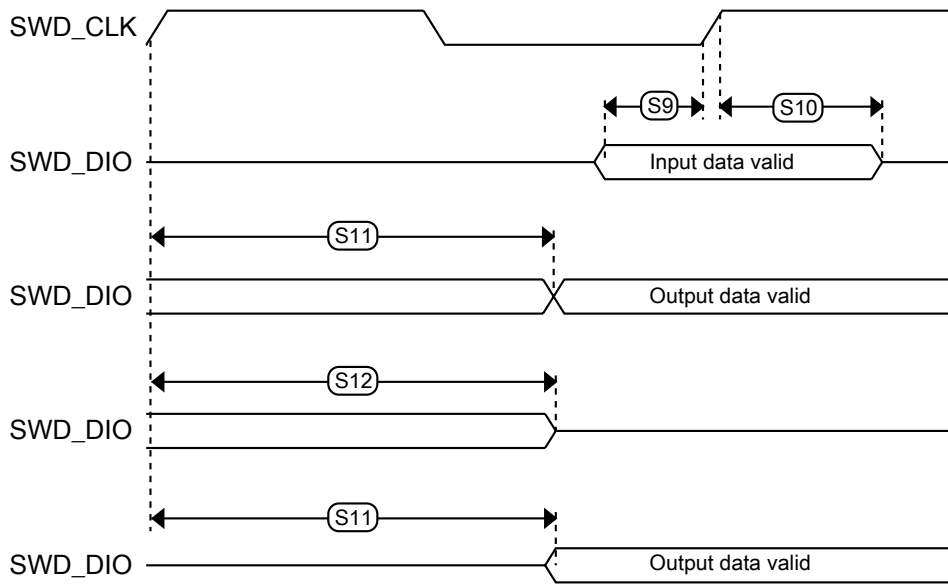 SWD_CLK
S9
S10
SWD_DIO
Input data valid
S11
SWD_DIO
Output data valid
S12
SWD_DIO
S11
SWD_DIO
Output data valid